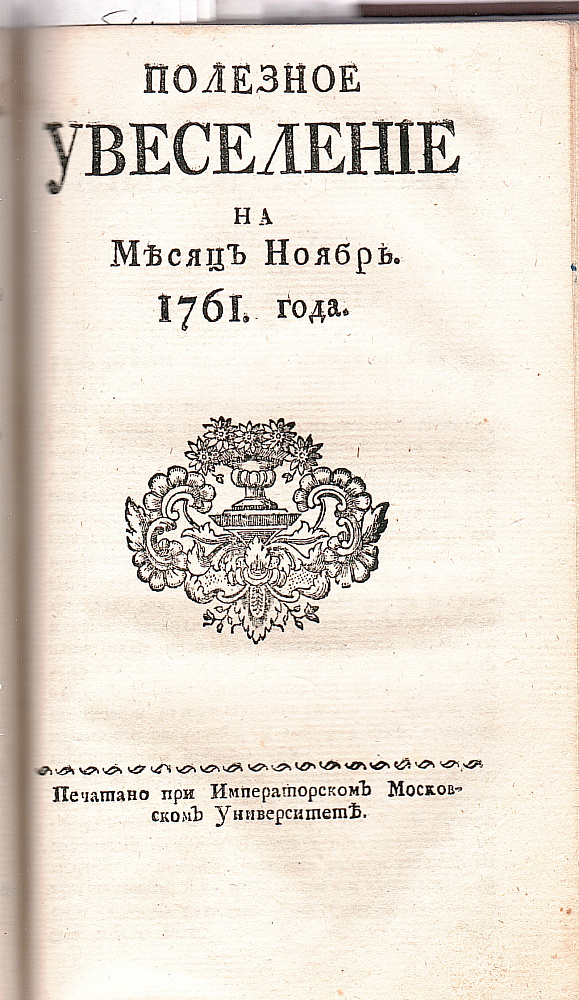 ПОЛЕЗНОЕ
УВЕСЕЛЕНІЕ
НА
Мѣсяцъ Ноябрь.
1761. года.
Печатано при Императорскомъ Москов-
скомъ Университетѣ.